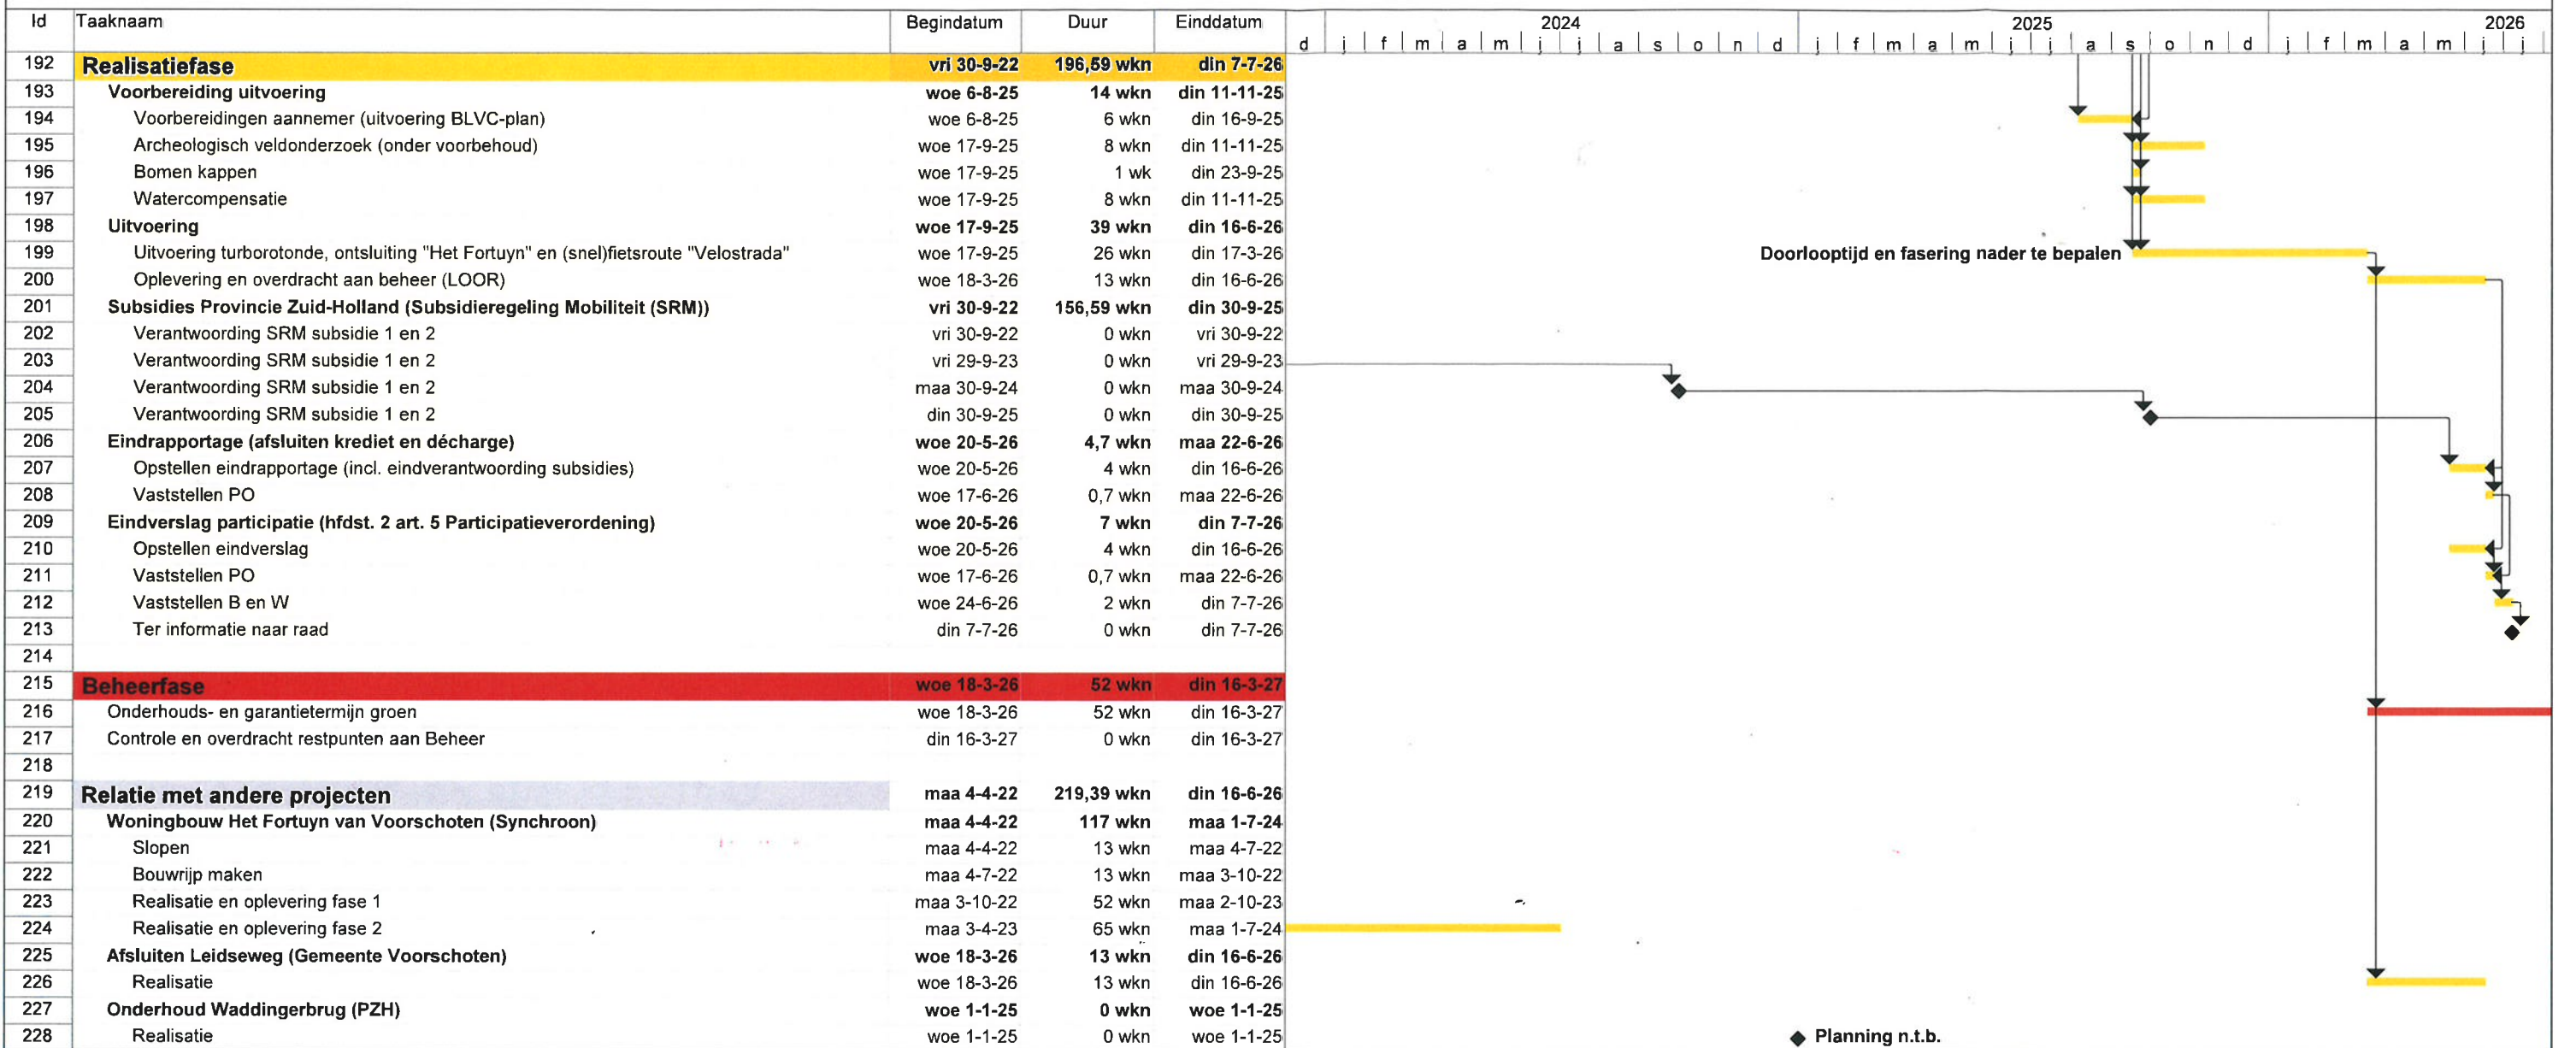 Id Taaknaam Begindatum Duur Einddatum 2024 2025 2026
d j f m a m j j a s o n d j f m a m j j a s o n d j f m a m j j
192 Realisatiefase vri 30-9-22 196,59 wkn din 7-7-26
193 Voorbereiding uitvoering woe 6-8-25 14 wkn din 11-11-25
194 Voorbereidingen aannemer (uitvoering BLVC-plan) woe 6-8-25 6 wkn din 16-9-25
195 Archeologisch veldonderzoek (onder voorbehoud) woe 17-9-25 8 wkn din 11-11-25
196 Bomen kappen woe 17-9-25 1 wk din 23-9-25
197 Watercompensatie woe 17-9-25 8 wkn din 11-11-25
198 Uitvoering woe 17-9-25 39 wkn din 16-6-26
199 Uitvoering turborotonde, ontsluiting "Het Fortuyn" en (snel)fietsroute "Velostrada" woe 17-9-25 26 wkn din 17-3-26 Doorlooptijd en fasering nader te bepalen
200 Oplevering en overdracht aan beheer (LOOR) woe 18-3-26 13 wkn din 16-6-26
201 Subsidies Provincie Zuid-Holland (Subsidieregeling Mobiliteit (SRM)) vri 30-9-22 156,59 wkn din 30-9-25
202 Verantwoording SRM subsidie 1 en 2 vri 30-9-22 0 wkn vri 30-9-22
203 Verantwoording SRM subsidie 1 en 2 vri 29-9-23 0 wkn vri 29-9-23
204 Verantwoording SRM subsidie 1 en 2 maa 30-9-24 0 wkn maa 30-9-24
205 Verantwoording SRM subsidie 1 en 2 din 30-9-25 0 wkn din 30-9-25
206 Eindrapportage (afsluiten krediet en décharge) woe 20-5-26 4,7 wkn maa 22-6-26
207 Opstellen eindrapportage (incl. eindverantwoording subsidies) woe 20-5-26 4 wkn din 16-6-26
208 Vaststellen PO woe 17-6-26 0,7 wkn maa 22-6-26
209 Eindverslag participatie (hfdst. 2 art. 5 Participatieverordening) woe 20-5-26 7 wkn din 7-7-26
210 Opstellen eindverslag woe 20-5-26 4 wkn din 16-6-26
211 Vaststellen PO woe 17-6-26 0,7 wkn maa 22-6-26
212 Vaststellen B en W woe 24-6-26 2 wkn din 7-7-26
213 Ter informatie naar raad din 7-7-26 0 wkn din 7-7-26
214
215 Beheerfase woe 18-3-26 52 wkn din 16-3-27
216 Onderhouds- en garantietermijn groen woe 18-3-26 52 wkn din 16-3-27
217 Controle en overdracht restpunten aan Beheer din 16-3-27 0 wkn din 16-3-27
218
219 Relatie met andere projecten maa 4-4-22 219,39 wkn din 16-6-26
220 Woningbouw Het Fortuyn van Voorschoten (Synchroon) maa 4-4-22 117 wkn maa 1-7-24
221 Slopen maa 4-4-22 13 wkn maa 4-7-22
222 Bouwrijp maken maa 4-7-22 13 wkn maa 3-10-22
223 Realisatie en oplevering fase 1 maa 3-10-22 52 wkn maa 2-10-23
224 Realisatie en oplevering fase 2 maa 3-4-23 65 wkn maa 1-7-24
225 Afsluiten Leidseweg (Gemeente Voorschoten) woe 18-3-26 13 wkn din 16-6-26
226 Realisatie woe 18-3-26 13 wkn din 16-6-26
227 Onderhoud Waddingerbrug (PZH) woe 1-1-25 0 wkn woe 1-1-25
228 Realisatie woe 1-1-25 0 wkn woe 1-1-25 Planning n.t.b.